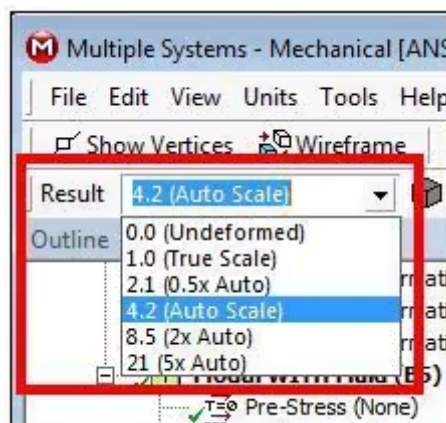 Multiple Systems - Mechanical [ANS
File Edit View Units Tools Help
Show Vertices Wireframe
Result 4.2 (Auto Scale)
Outline
0.0 (Undeformed)
1.0 (True Scale)
2.1 (0.5x Auto)
4.2 (Auto Scale)
8.5 (2x Auto)
21 (5x Auto)
Pre-Stress (None)